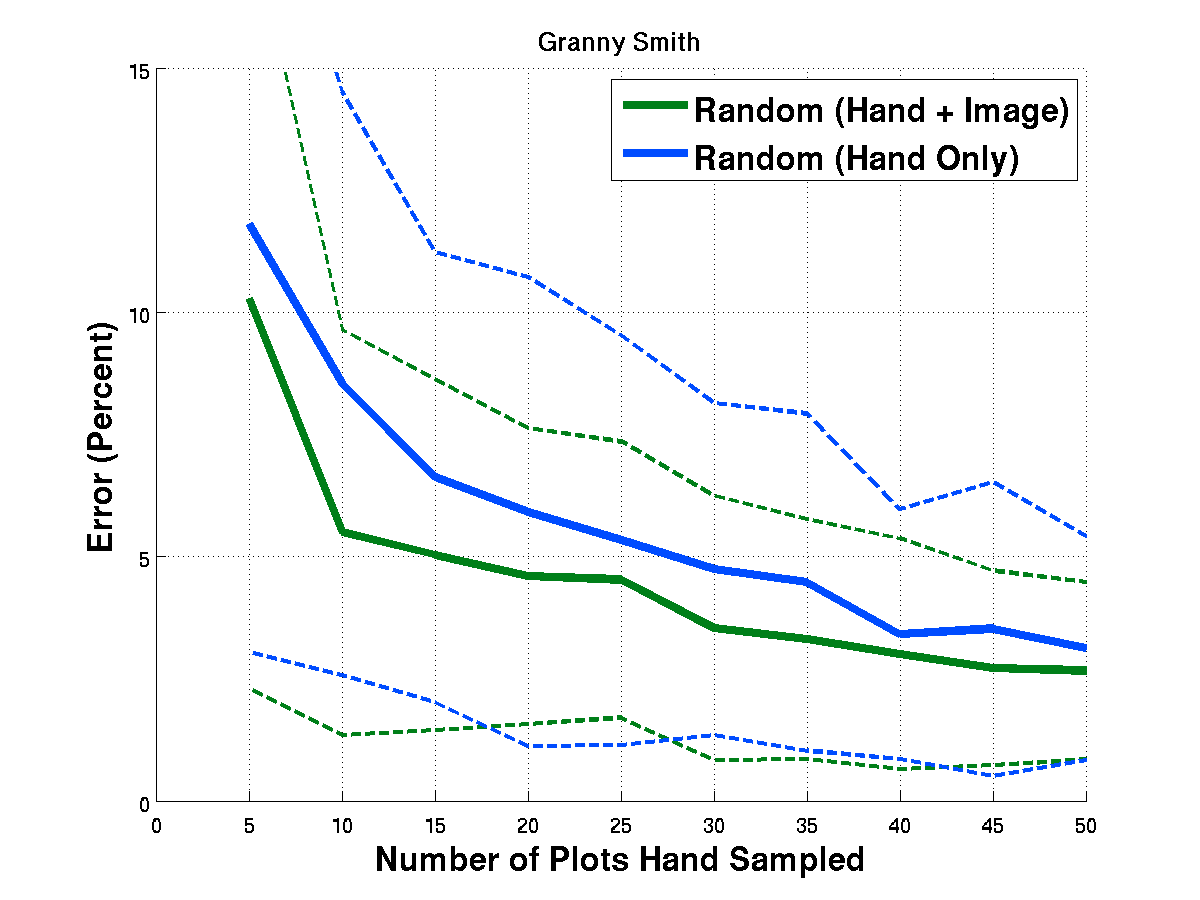 Granny Smith
Random (Hand + Image)
Random (Hand Only)
Error (Percent)
15
10
5
0
0 5 10 15 20 25 30 35 40 45 50
Number of Plots Hand Sampled